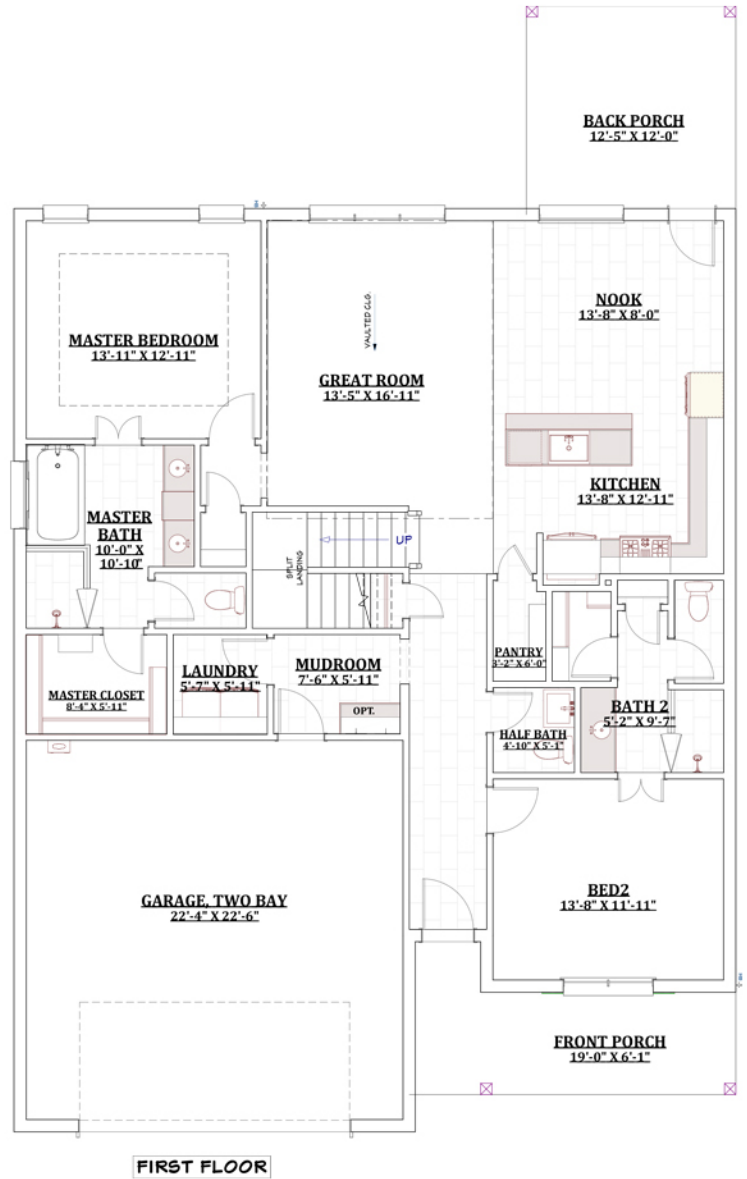 BACK PORCH
12'-5" X 12'-0"
NOOK
13'-8" X 8'-0"
MASTER BEDROOM
13'-11" X 12'-11"
VAULTED CLG.
GREAT ROOM
13'-5" X 16'-11"
KITCHEN
13'-8" X 12'-11"
MASTER
BATH
10'-0" X
10'-10"
UP
SPLIT
LANDING
PANTRY
3'-2" X 6'-0"
LAUNDRY
5'-7" X 5'-11"
MUDROOM
7'-6" X 5'-11"
MASTER CLOSET
8'-4" X 5'-11"
OPT.
BATH 2
5'-2" X 9'-7"
HALF BATH
4'-10" X 5'-1"
BED2
13'-8" X 11'-11"
GARAGE, TWO BAY
22'-4" X 22'-6"
FRONT PORCH
19'-0" X 6'-1"
FIRST FLOOR